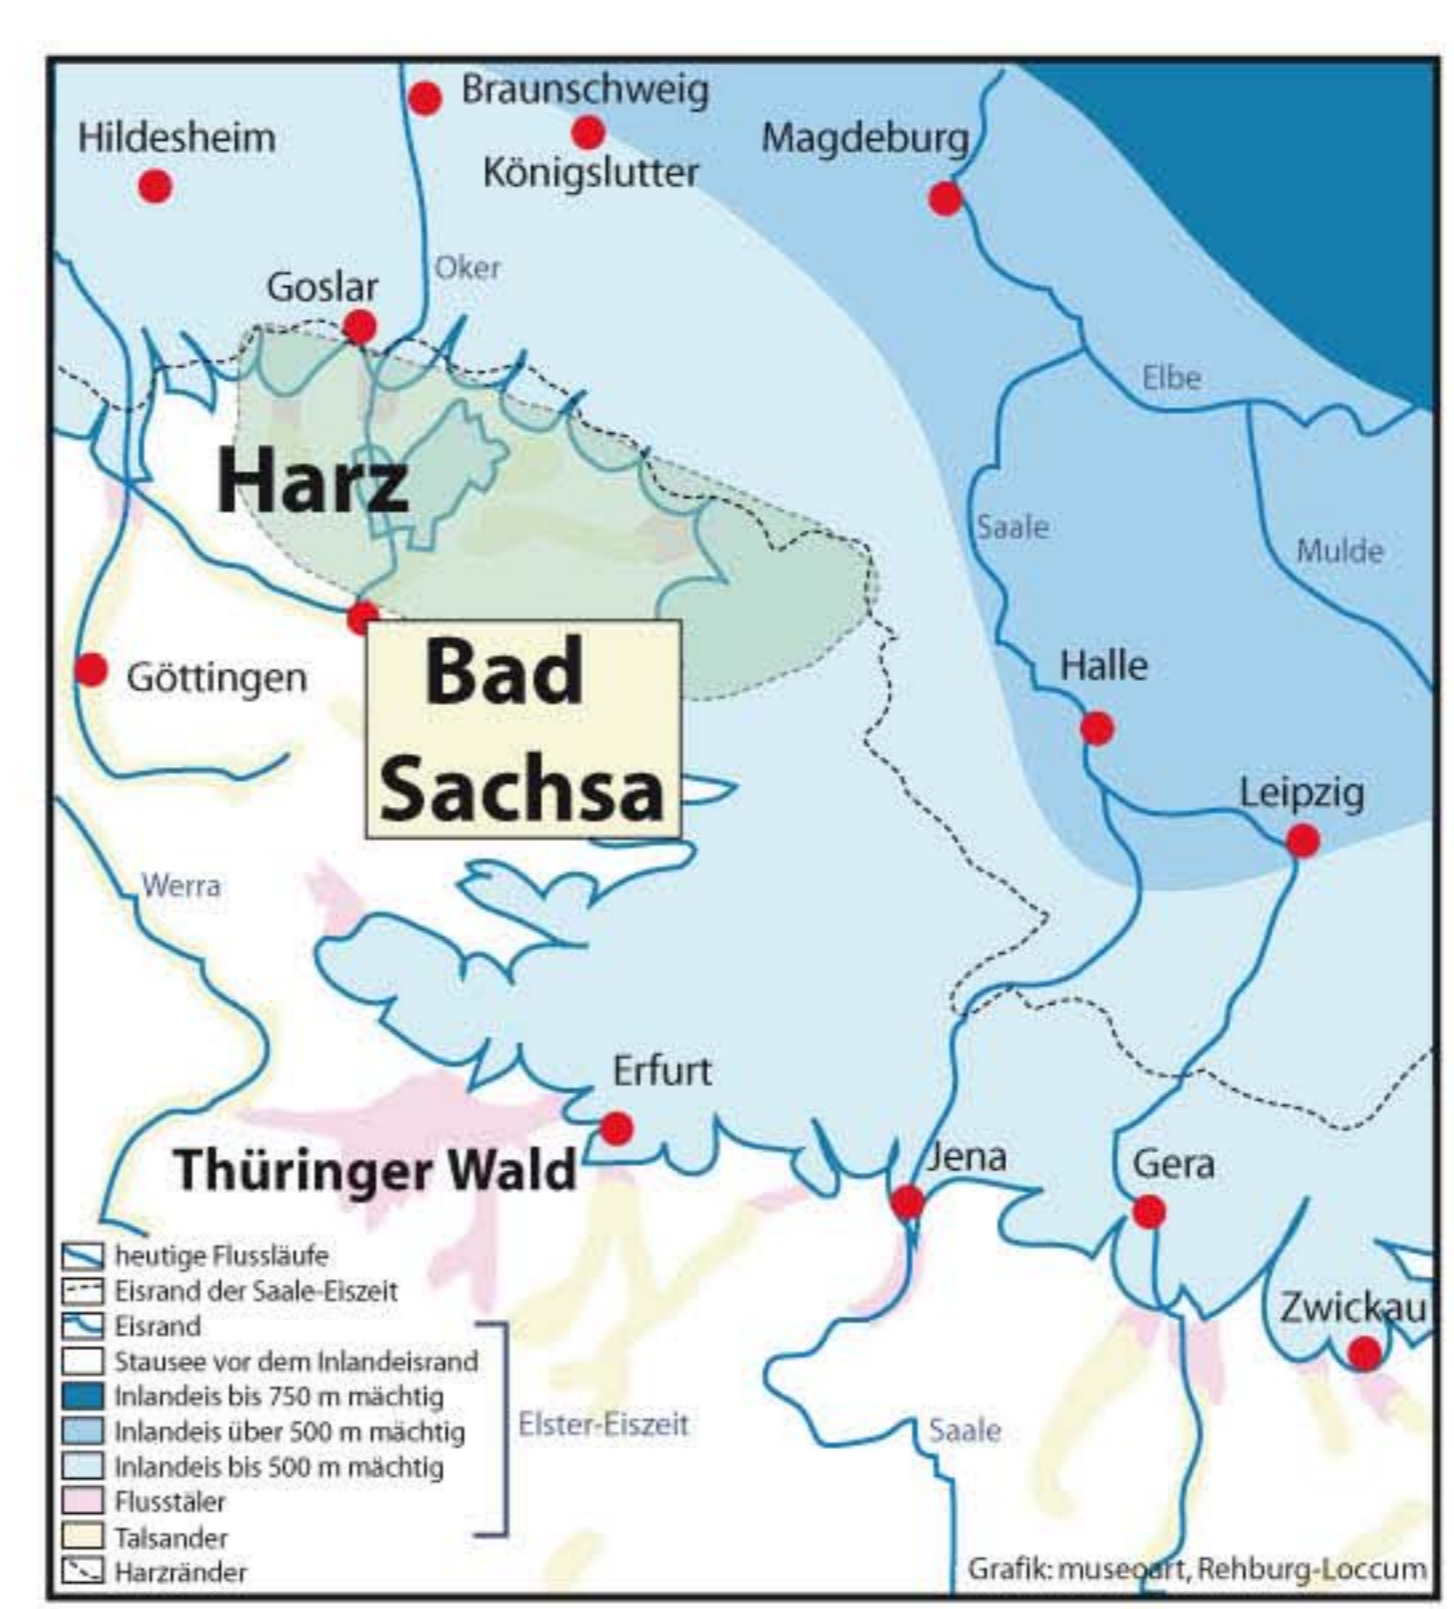 Braunschweig
Hildesheim
Königslutter
Magdeburg
Goslar
Oker
Elbe
Harz
Saale
Mulde
Göttingen
Bad
Sachsa
Halle
Leipzig
Werra
Erfurt
Thüringer Wald
Jena
Gera
Zwickau
Saale
heutige Flussläufe
Eisrand der Saale-Eiszeit
Eisrand
Stausee vor dem Inlandeisrand
Inlandeis bis 750 m mächtig
Inlandeis über 500 m mächtig
Inlandeis bis 500 m mächtig
Flusstäler
Talsander
Harzränder
Elster-Eiszeit
Grafik: museoart, Rehburg-Loccum